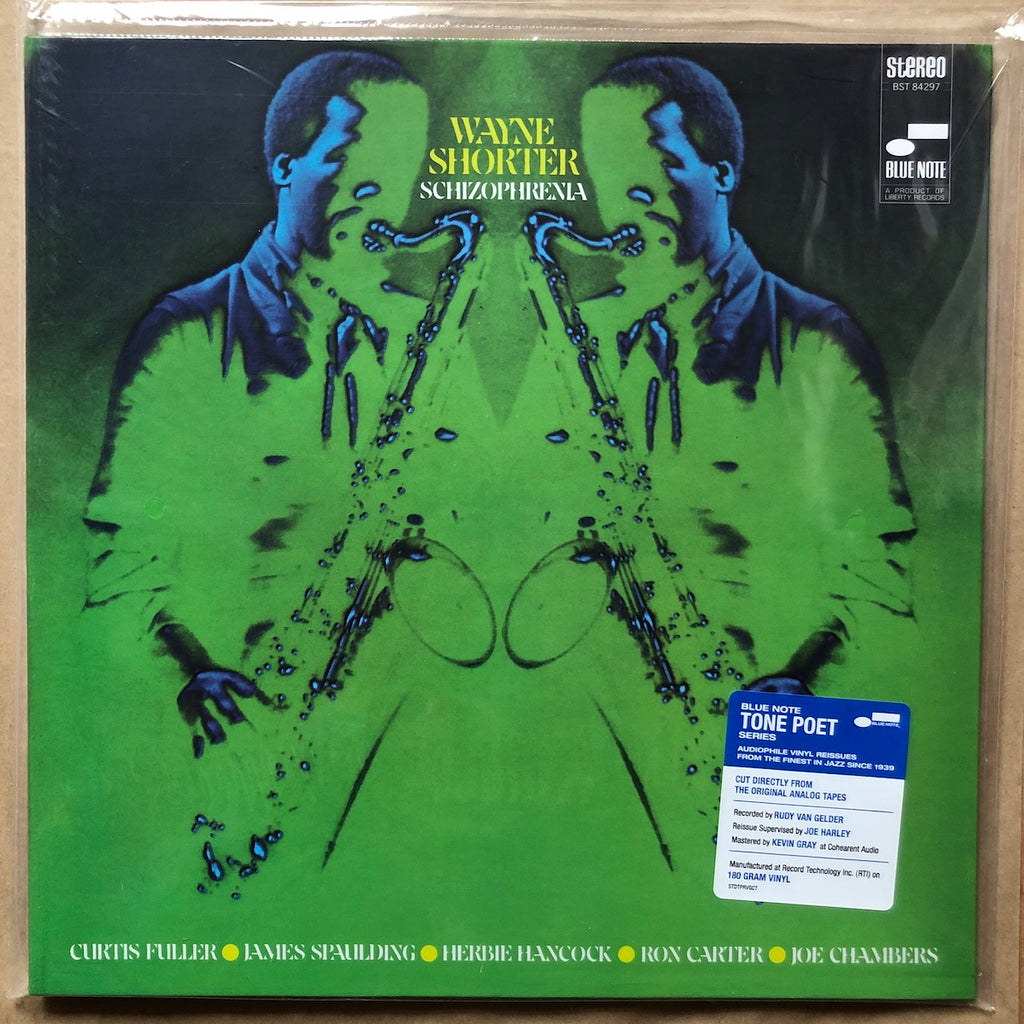 WAYNE
SHORTER
SCHIZOPHRENIA
stereo
BST 84297
BLUE NOTE
A PRODUCT OF
LIBERTY RECORDS
BLUE NOTE
TONE POET
SERIES
BLUE NOTE
AUDIOPHILE VINYL REISSUES
FROM THE FINEST IN JAZZ SINCE 1939
CUT DIRECTLY FROM
THE ORIGINAL ANALOG TAPES
Recorded by RUDY VAN GELDER
Reissue Supervised by JOE HARLEY
Mastered by KEVIN GRAY at Cohearent Audio
Manufactured at Record Technology Inc. (RTI) on
180 GRAM VINYL
STDTPRVGCT
CURTIS FULLER ● JAMES SPAULDING ● HERBIE HANCOCK ● RON CARTER ● JOE CHAMBERS